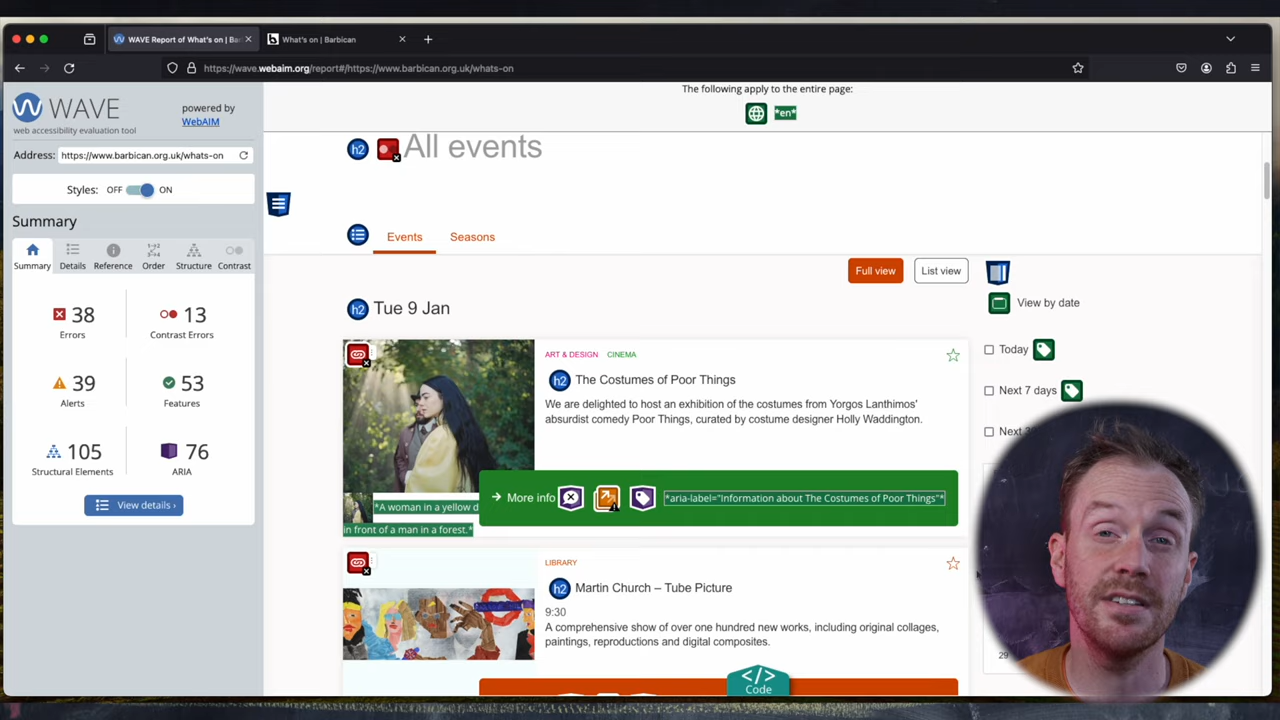 WAVE Report of What's on | Bar
What's on | Barbican
https://wave.webaim.org/report#/https://www.barbican.org.uk/whats-on
WAVE
web accessibility evaluation tool
powered by
WebAIM
Address: https://www.barbican.org.uk/whats-on
Styles: OFF ON
Summary
Summary Details Reference Order Structure Contrast
38
Errors
13
Contrast Errors
39
Alerts
53
Features
105
Structural Elements
76
ARIA
View details ›
The following apply to the entire page:
*en*
h2 All events
Events Seasons
Full view List view
View by date
Today
Next 7 days
Next
29
h2 Tue 9 Jan
ART & DESIGN CINEMA
h2 The Costumes of Poor Things
We are delighted to host an exhibition of the costumes from Yorgos Lanthimos'
absurdist comedy Poor Things, curated by costume designer Holly Waddington.
More info *aria-label="Information about The Costumes of Poor Things"*
*A woman in a yellow d
in front of a man in a forest.*
LIBRARY
h2 Martin Church – Tube Picture
9:30
A comprehensive show of over one hundred new works, including original collages,
paintings, reproductions and digital composites.
</>
Code